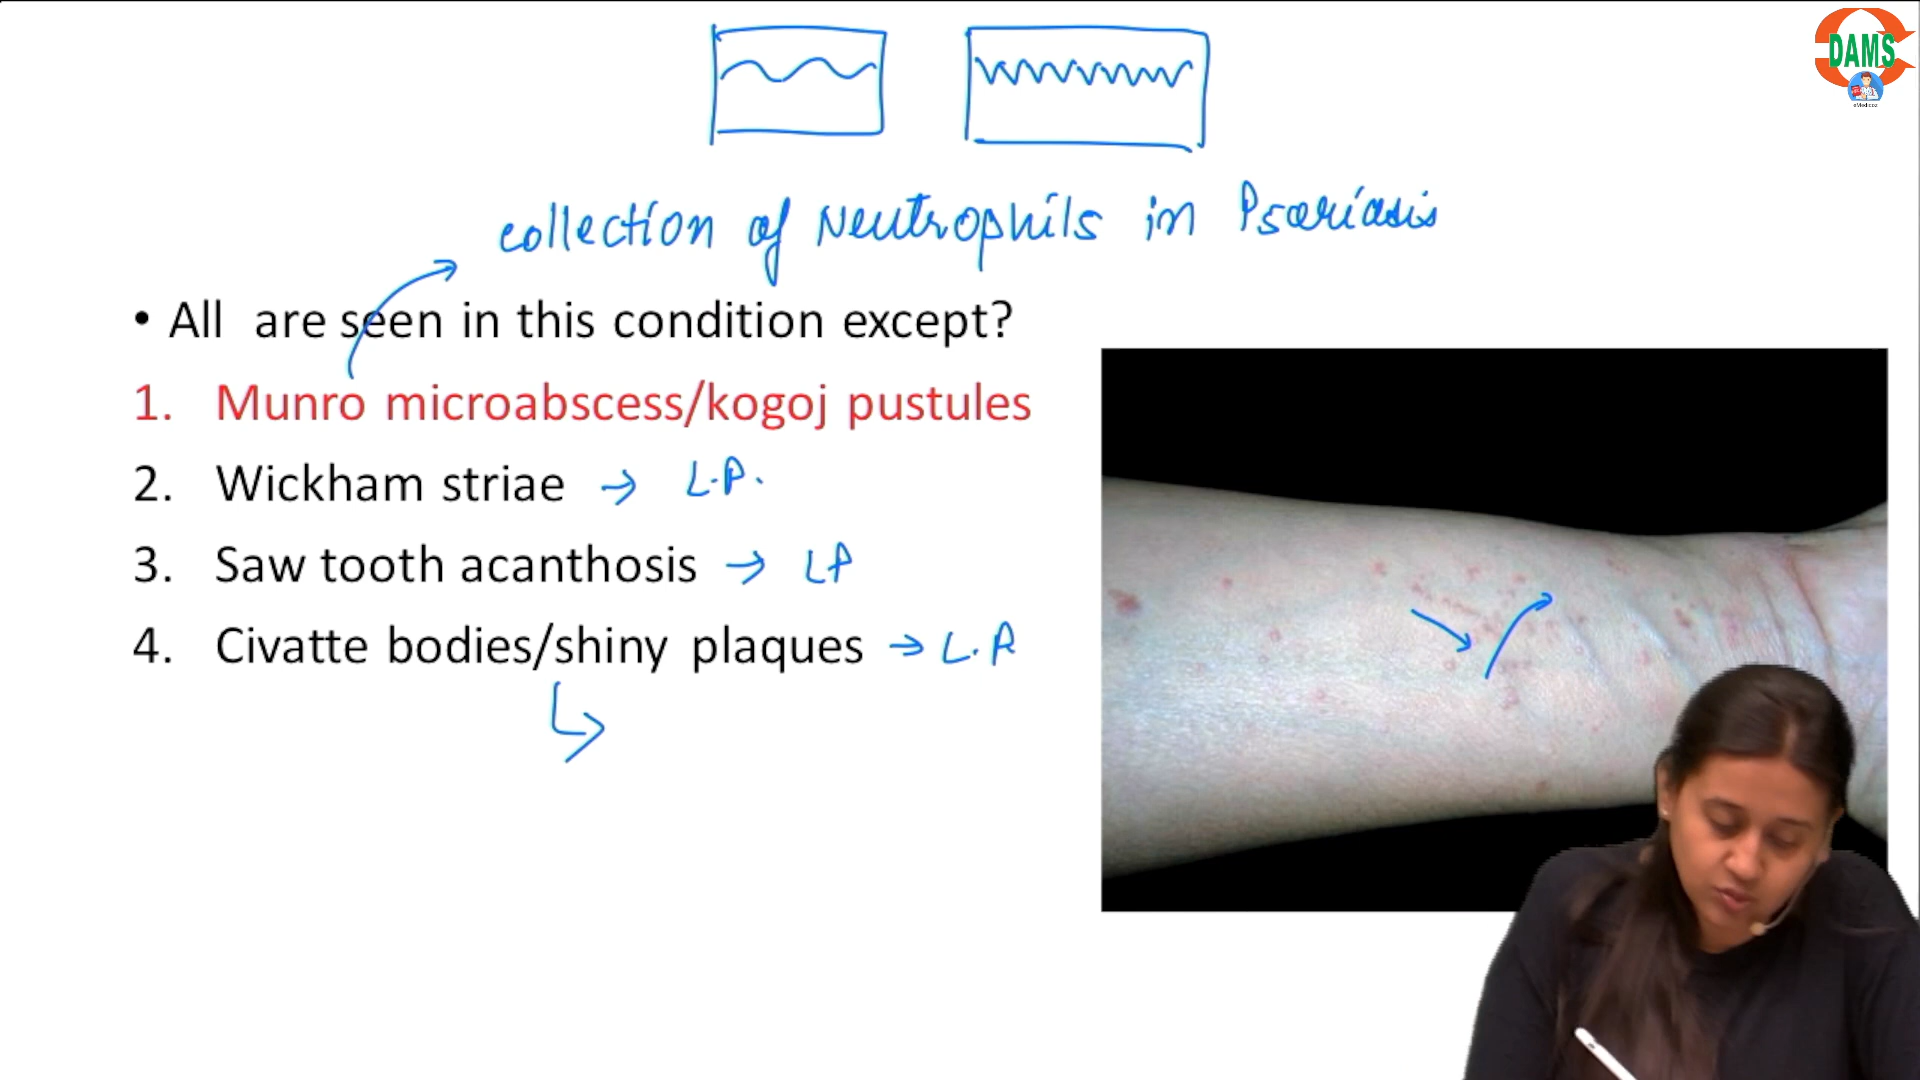 DAMS
eMedicoz
collection of Neutrophils in Psoriasis
• All are seen in this condition except?
1. Munro microabscess/kogoj pustules
2. Wickham striae → L.P.
3. Saw tooth acanthosis → LP
4. Civatte bodies/shiny plaques → L.P